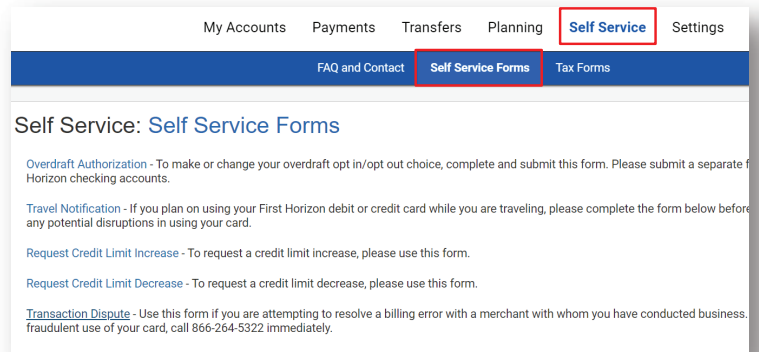 My Accounts Payments Transfers Planning Self Service Settings
FAQ and Contact Self Service Forms Tax Forms
Self Service: Self Service Forms
Overdraft Authorization - To make or change your overdraft opt in/opt out choice, complete and submit this form. Please submit a separate
Horizon checking accounts.
Travel Notification - If you plan on using your First Horizon debit or credit card while you are traveling, please complete the form below before
any potential disruptions in using your card.
Request Credit Limit Increase - To request a credit limit increase, please use this form.
Request Credit Limit Decrease - To request a credit limit decrease, please use this form.
Transaction Dispute - Use this form if you are attempting to resolve a billing error with a merchant with whom you have conducted business.
fraudulent use of your card, call 866-264-5322 immediately.